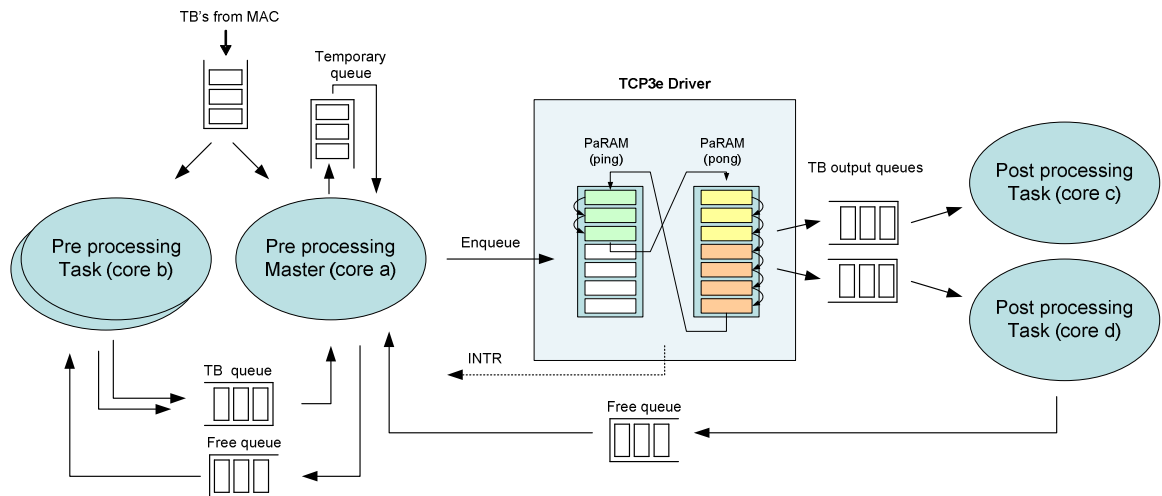 TB's from MAC
Temporary
queue
TCP3e Driver
PaRAM
(ping)
PaRAM
(pong)
TB output queues
Post processing
Task (core c)
Pre processing
Task (core b)
Pre processing
Master (core a)
Enqueue
Post processing
Task (core d)
INTR
TB queue
Free queue
Free queue